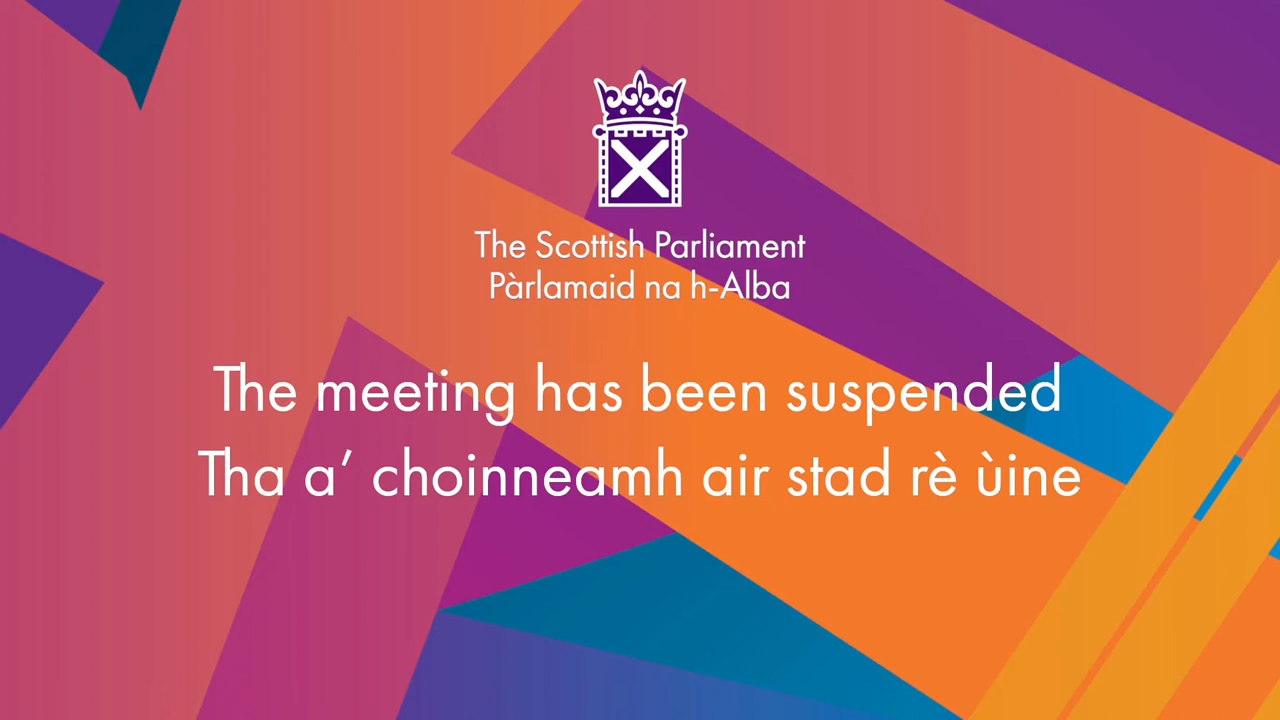 The Scottish Parliament
Pàrlamaid na h-Alba
The meeting has been suspended
Tha a’ choinneamh air stad rè ùine